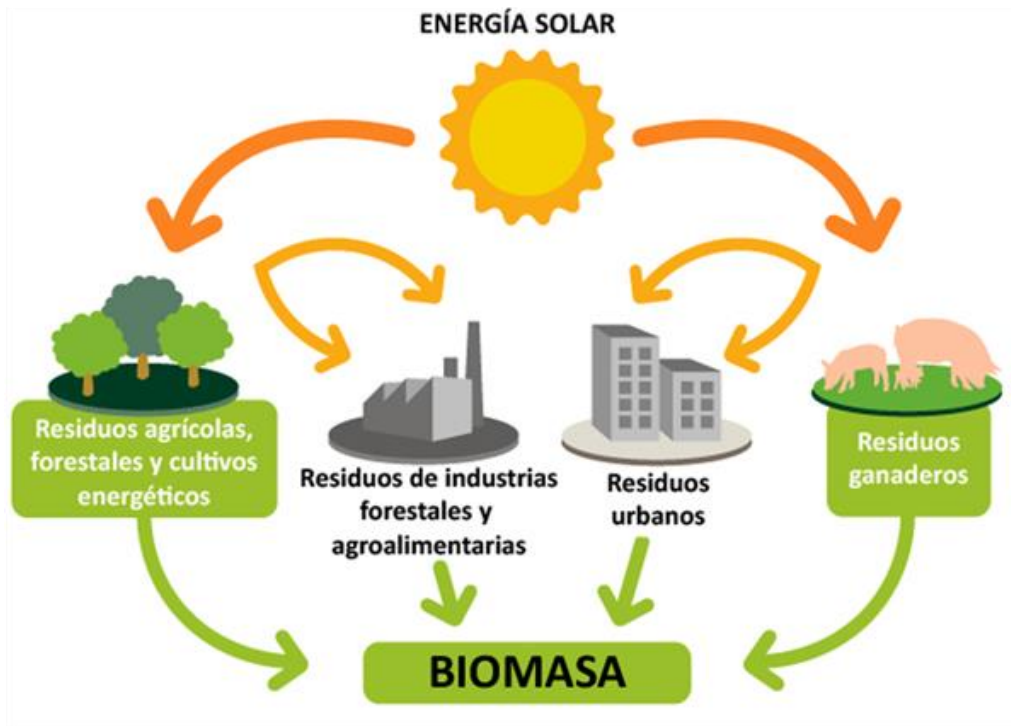 ENERGÍA SOLAR
Residuos agrícolas,
forestales y cultivos
energéticos
Residuos de industrias
forestales y
agroalimentarias
Residuos
urbanos
Residuos
ganaderos
BIOMASA